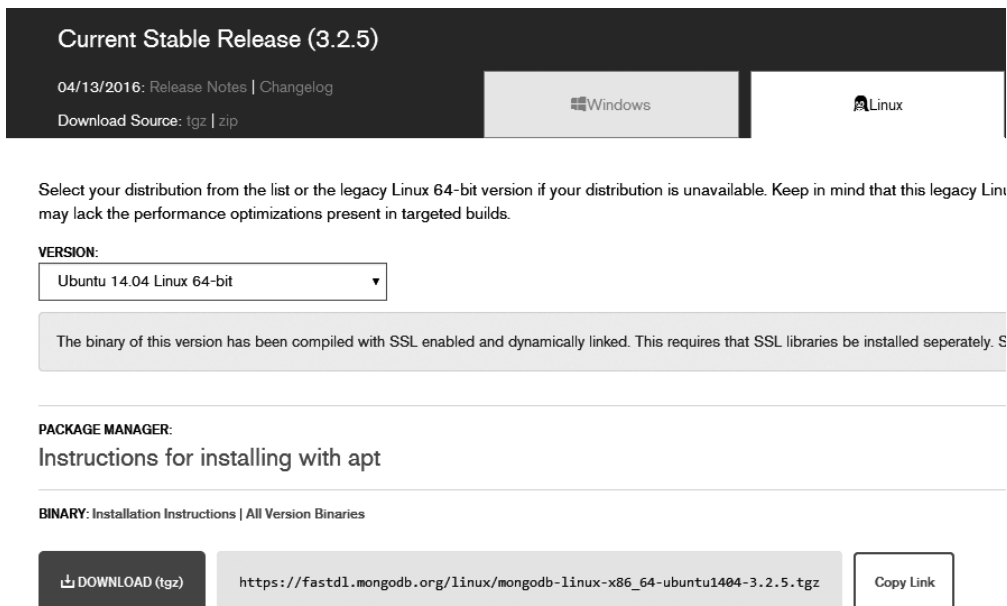 Current Stable Release (3.2.5)
04/13/2016: Release Notes | Changelog
Download Source: tgz | zip
Windows
Linux
Select your distribution from the list or the legacy Linux 64-bit version if your distribution is unavailable. Keep in mind that this legacy
may lack the performance optimizations present in targeted builds.
VERSION:
Ubuntu 14.04 Linux 64-bit
The binary of this version has been compiled with SSL enabled and dynamically linked. This requires that SSL libraries be installed seperately.
PACKAGE MANAGER:
Instructions for installing with apt
BINARY: Installation Instructions | All Version Binaries
DOWNLOAD (tgz)
https://fastdl.mongodb.org/linux/mongodb-linux-x86_64-ubuntu1404-3.2.5.tgz
Copy Link